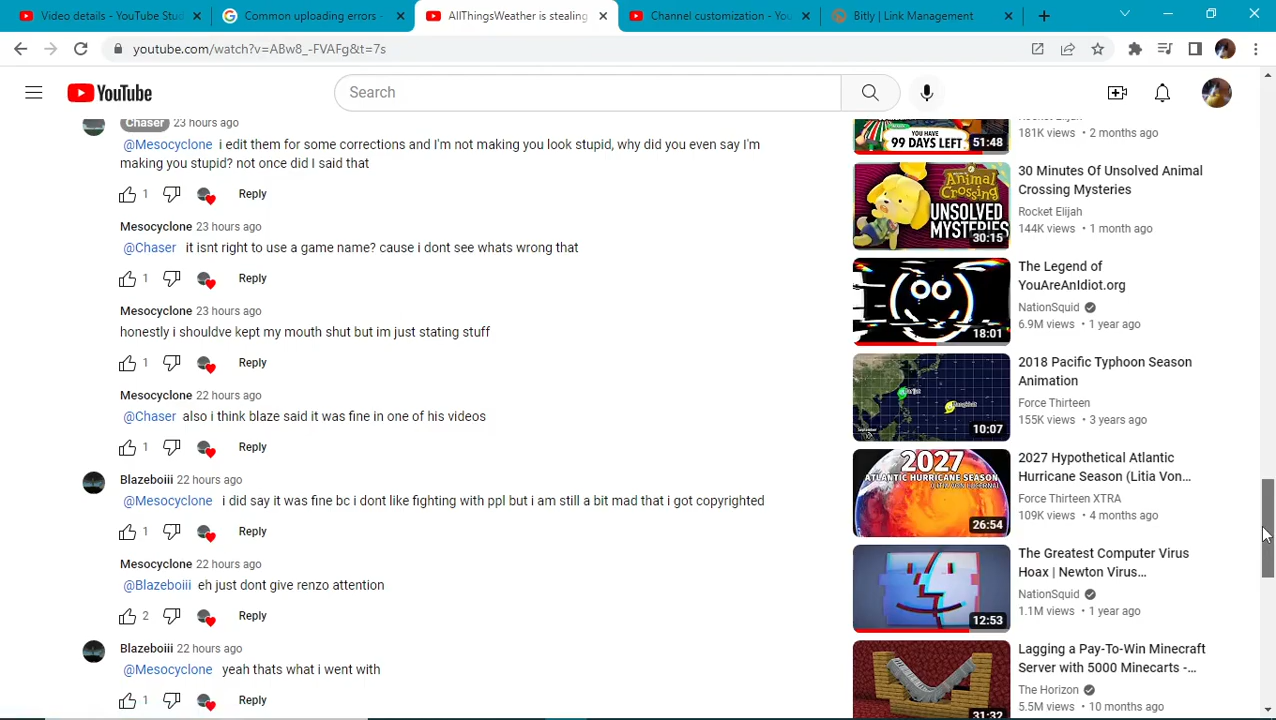 Video details - YouTube Stud
Common uploading errors -
AllThingsWeather is stealing
Channel customization - You
Bitly | Link Management
youtube.com/watch?v=ABw8_-FVAFg&t=7s
YouTube
Search
Chaser 23 hours ago
@Mesocyclone i edit them for some corrections and I'm not making you look stupid, why did you even say I'm
making you stupid? not once did I said that
1 Reply
Mesocyclone 23 hours ago
@Chaser it isnt right to use a game name? cause i dont see whats wrong that
1 Reply
Mesocyclone 23 hours ago
honestly i shouldve kept my mouth shut but im just stating stuff
1 Reply
Mesocyclone 22 hours ago
@Chaser also i think blaze said it was fine in one of his videos
1 Reply
Blazeboiii 22 hours ago
@Mesocyclone i did say it was fine bc i dont like fighting with ppl but i am still a bit mad that i got copyrighted
1 Reply
Mesocyclone 22 hours ago
@Blazeboiii eh just dont give renzo attention
2 Reply
Blazeboiii 22 hours ago
@Mesocyclone yeah thats what i went with
1 Reply
YOU HAVE
99 DAYS LEFT
51:48
Rocket Elijah
181K views • 2 months ago
Animal
Crossing
UNSOLVED
MYSTERIES
30:15
30 Minutes Of Unsolved Animal
Crossing Mysteries
Rocket Elijah
144K views • 1 month ago
18:01
The Legend of
YouAreAnIdiot.org
NationSquid
6.9M views • 1 year ago
10:07
2018 Pacific Typhoon Season
Animation
Force Thirteen
155K views • 3 years ago
2027
ATLANTIC HURRICANE SEASON
26:54
2027 Hypothetical Atlantic
Hurricane Season (Litia Von...
Force Thirteen XTRA
109K views • 4 months ago
12:53
The Greatest Computer Virus
Hoax | Newton Virus...
NationSquid
1.1M views • 1 year ago
31:32
Lagging a Pay-To-Win Minecraft
Server with 5000 Minecarts -...
The Horizon
5.5M views • 10 months ago